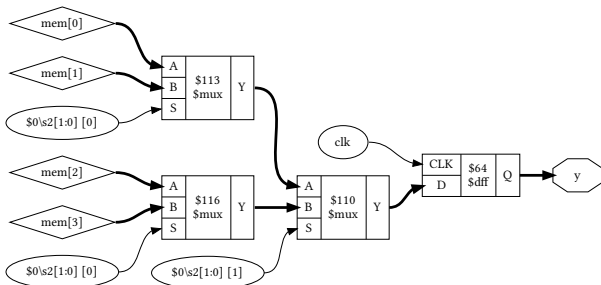 mem[0]
mem[1]
$0\s2[1:0] [0]
A
B
S
$113
$mux
Y
mem[2]
mem[3]
$0\s2[1:0] [0]
A
B
S
$116
$mux
Y
$0\s2[1:0] [1]
A
B
S
$110
$mux
Y
clk
CLK
D
$64
$dff
Q
y